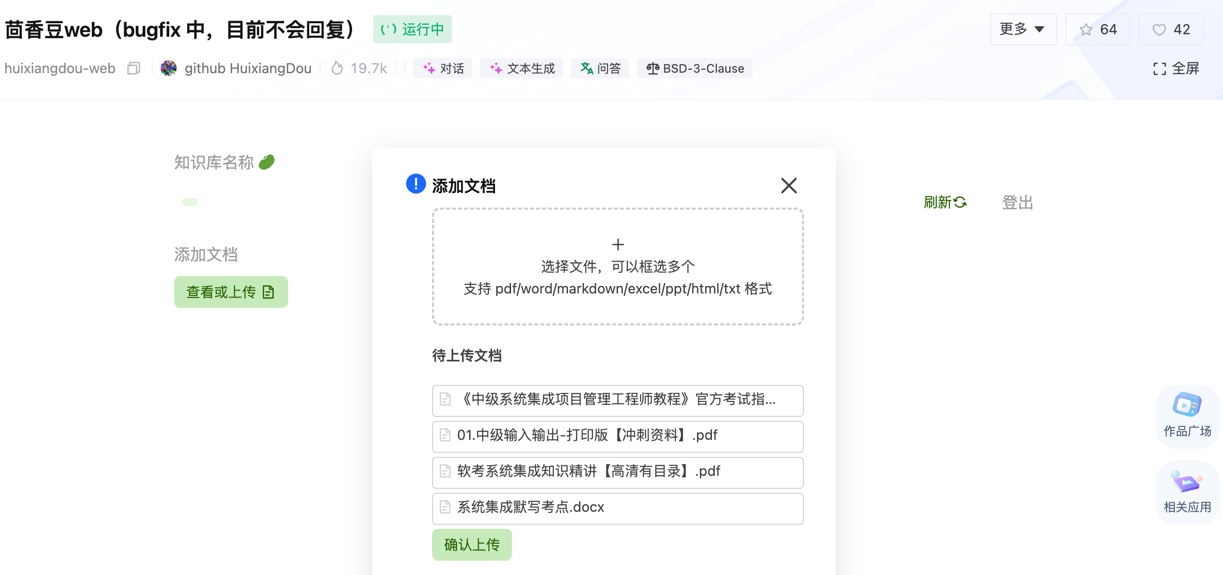 茴香豆web（bugfix 中，目前不会回复） 运行中 更多 64 42
huixiangdou-web github HuixiangDou 19.7k 对话 文本生成 问答 BSD-3-Clause 全屏
知识库名称
添加文档
刷新 登出
添加文档
查看或上传
选择文件，可以框选多个
支持 pdf/word/markdown/excel/ppt/html/txt 格式
待上传文档
《中级系统集成项目管理工程师教程》官方考试指...
01.中级输入输出-打印版【冲刺资料】.pdf
软考系统集成知识精讲【高清有目录】.pdf
系统集成默写考点.docx
确认上传
作品广场
相关应用